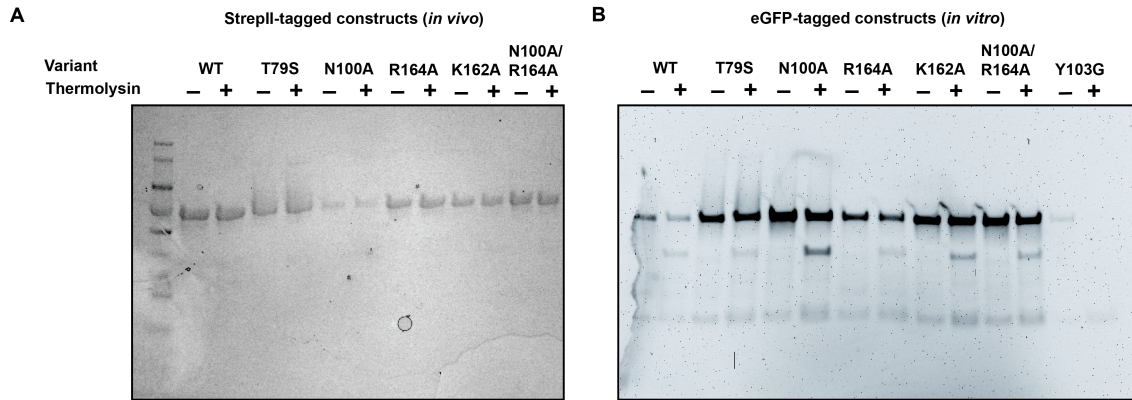 A
StrepII-tagged constructs (in vivo)
Variant
Thermolysin
WT T79S N100A R164A K162A N100A/
R164A
– + – + – + – + – + – +
B
eGFP-tagged constructs (in vitro)
WT T79S N100A R164A K162A N100A/
R164A Y103G
– + – + – + – + – + – + – +